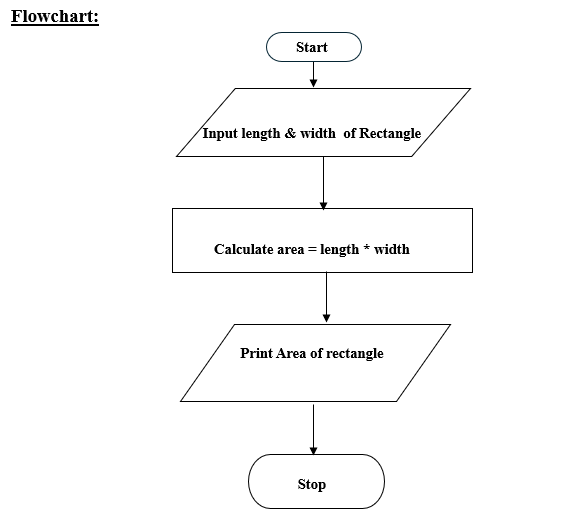 Flowchart:
Start
Input length & width of Rectangle
Calculate area = length * width
Print Area of rectangle
Stop